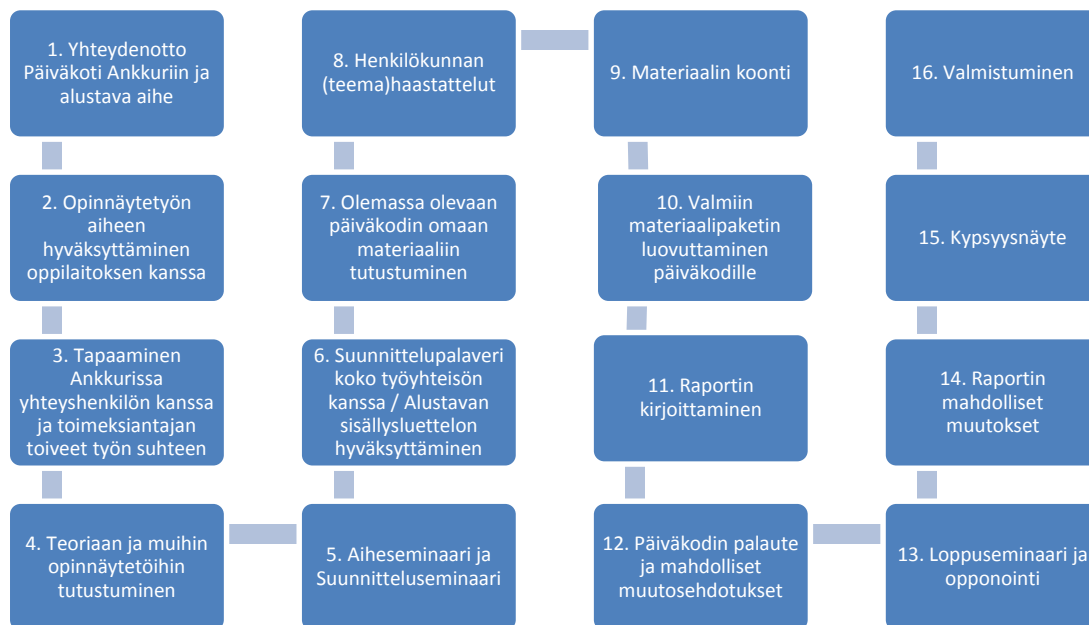 1. Yhteydenotto
Päiväkoti Ankkuriin ja
alustava aihe
2. Opinnäytetyön
aiheen
hyväksyttäminen
oppilaitoksen kanssa
3. Tapaaminen
Ankkurissa
yhteyshenkilön kanssa
ja toimeksiantajan
toiveet työn suhteen
4. Teoriaan ja muihin
opinnäytetöihin
tutustuminen
5. Aiheseminaari ja
Suunnitteluseminaari
6. Suunnittelupalaveri
koko työyhteisön
kanssa / Alustavan
sisällysluettelon
hyväksyttäminen
7. Olemassa olevaan
päiväkodin omaan
materiaaliin
tutustuminen
8. Henkilökunnan
(teema)haastattelut
9. Materiaalin koonti
10. Valmiin
materiaalipaketin
luovuttaminen
päiväkodille
11. Raportin
kirjoittaminen
12. Päiväkodin palaute
ja mahdolliset
muutosehdotukset
13. Loppuseminaari ja
opponointi
14. Raportin
mahdolliset
muutokset
15. Kypsyysnäyte
16. Valmistuminen